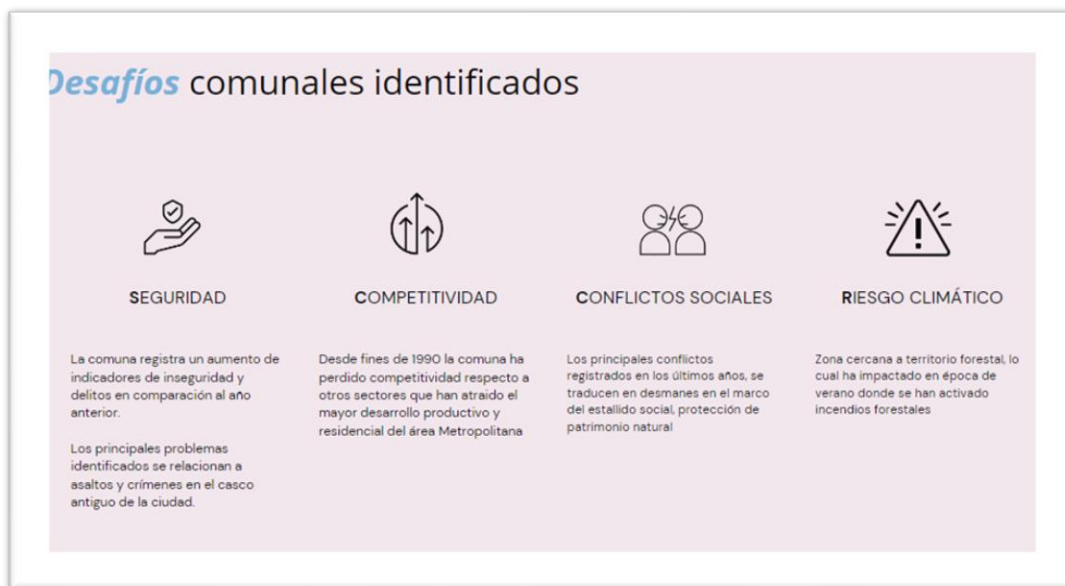 Desafíos comunales identificados
SEGURIDAD
La comuna registra un aumento de
indicadores de inseguridad y
delitos en comparación al año
anterior.
Los principales problemas
identificados se relacionan a
asaltos y crímenes en el casco
antiguo de la ciudad.
COMPETITIVIDAD
Desde fines de 1990 la comuna ha
perdido competitividad respecto a
otros sectores que han atraido el
mayor desarrollo productivo y
residencial del área Metropolitana
CONFLICTOS SOCIALES
Los principales conflictos
registrados en los últimos años, se
traducen en desmanes en el marco
del estallido social, protección de
patrimonio natural
RIESGO CLIMÁTICO
Zona cercana a territorio forestal, lo
cual ha impactado en época de
verano donde se han activado
incendios forestales